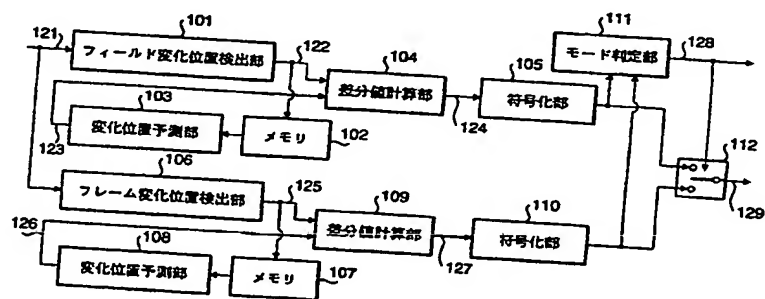 101
111
121
フィールド変化位置検出部
122
104
105
モード判定部
128
103
差分値計算部
符号化部
123
変化位置予測部
メモリ
102
124
112
106
フレーム変化位置検出部
125
109
110
129
126
108
差分値計算部
127
符号化部
変化位置予測部
メモリ
107